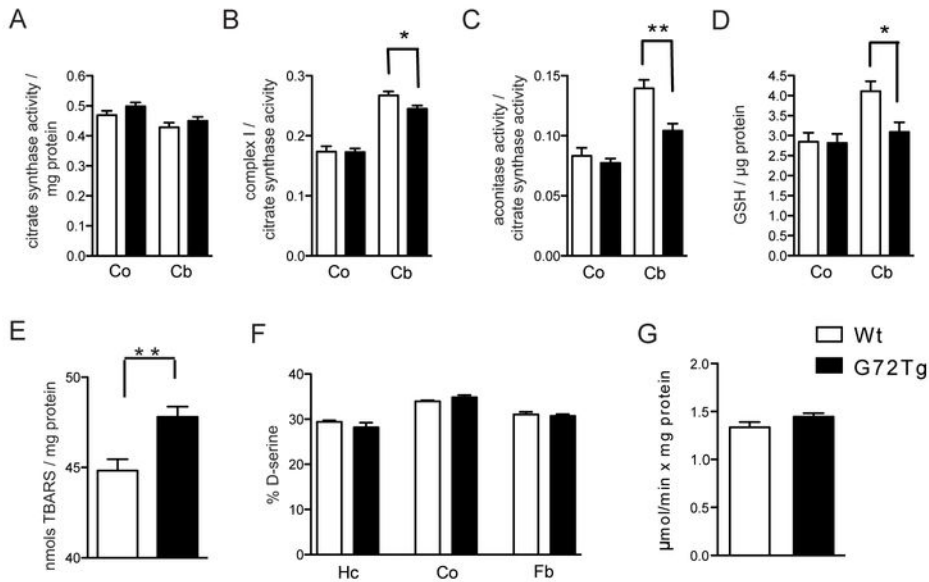 A
citrate synthase activity /
mg protein
0.6
0.5
0.4
0.3
0.2
0.1
0.0
Co
Cb
B
complex I /
citrate synthase acivity
0.3
0.2
0.1
0.0
*
Co
Cb
C
aconitase activity /
citrate synthase activity
0.15
0.10
0.05
0.00
**
Co
Cb
D
GSH / µg protein
4.5
4.0
3.5
3.0
2.5
2.0
1.5
1.0
0.5
0.0
*
Co
Cb
E
nmols TBARS / mg protein
50
45
40
**
F
% D-serine
40
30
20
10
0
Hc
Co
Fb
G
µmol/min x mg protein
2.0
1.5
1.0
0.5
0.0
Wt
G72Tg